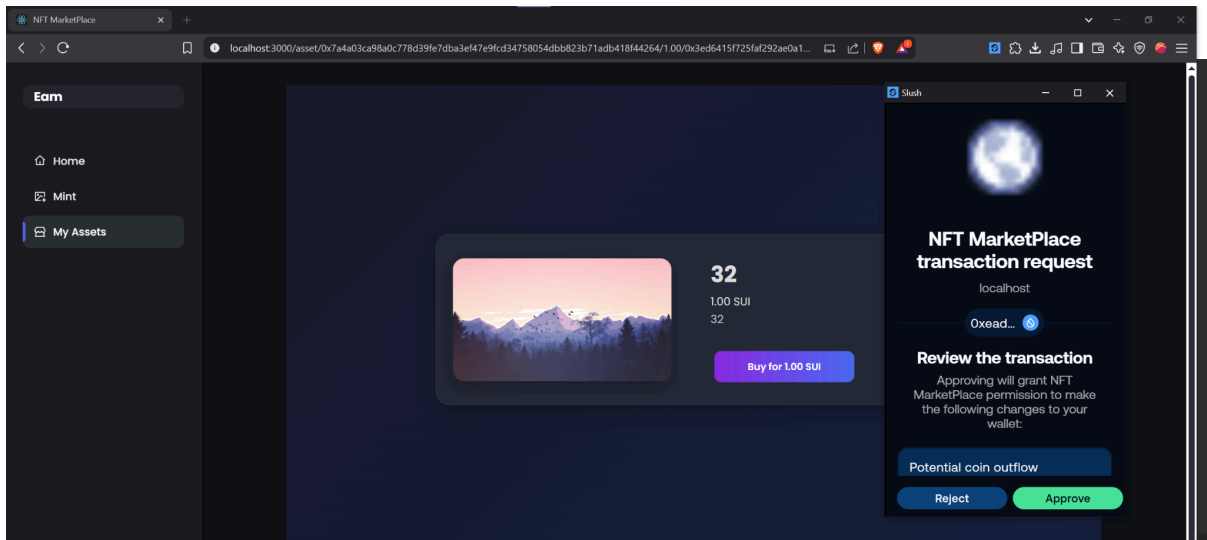 NFT MarketPlace
localhost:3000/asset/0x7a4a03ca98a0c778d39fe7dba3ef47e9fcd34758054dbb823b71adb418f44264/1.00/0x3ed6415f725faf292ae0a1...
Eam
Home
Mint
My Assets
32
1.00 SUI
32
Buy for 1.00 SUI
Slush
NFT MarketPlace
transaction request
localhost
0xead...
Review the transaction
Approving will grant NFT
MarketPlace permission to make
the following changes to your
wallet:
Potential coin outflow
Reject
Approve